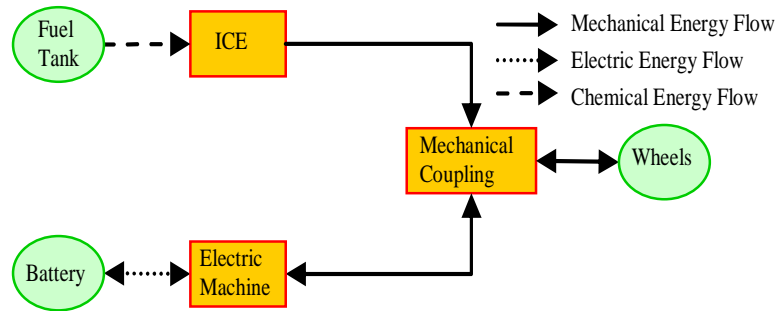 Fuel
Tank
ICE
Mechanical Energy Flow
Electric Energy Flow
Chemical Energy Flow
Mechanical
Coupling
Wheels
Battery
Electric
Machine